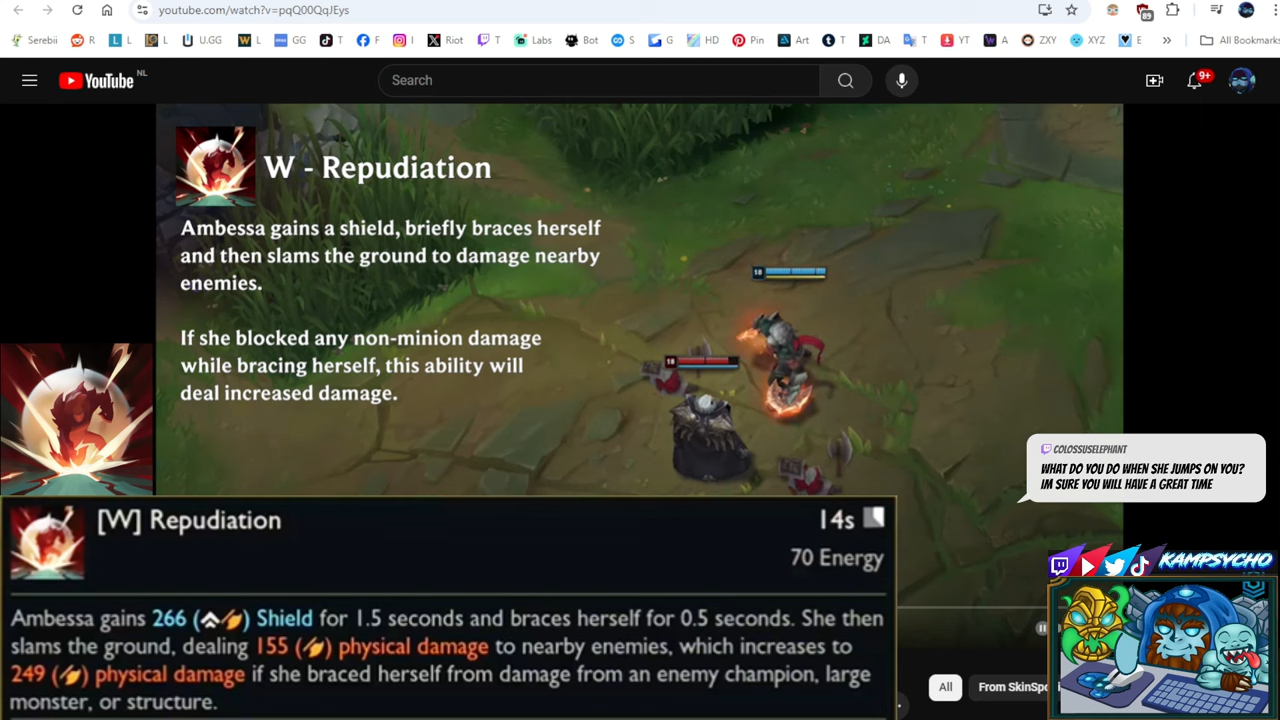 youtube.com/watch?v=pqQ00QqJEys
89
Serebii R L L U.GG L GG T F I Riot T Labs Bot S G HD Pin Art T DA T YT A ZXY XYZ E » All Bookmarks
YouTube NL
Search
9+
W - Repudiation
Ambessa gains a shield, briefly braces herself
and then slams the ground to damage nearby
enemies.
If she blocked any non-minion damage
while bracing herself, this ability will
deal increased damage.
18
18
COLOSSUSELEPHANT
WHAT DO YOU DO WHEN SHE JUMPS ON YOU?
IM SURE YOU WILL HAVE A GREAT TIME
[W] Repudiation 14s
70 Energy
Ambessa gains 266 ( ) Shield for 1.5 seconds and braces herself for 0.5 seconds. She then
slams the ground, dealing 155 ( ) physical damage to nearby enemies, which increases to
249 ( ) physical damage if she braced herself from damage from an enemy champion, large
monster, or structure.
KAMPSYCHO
All
From SkinSpo